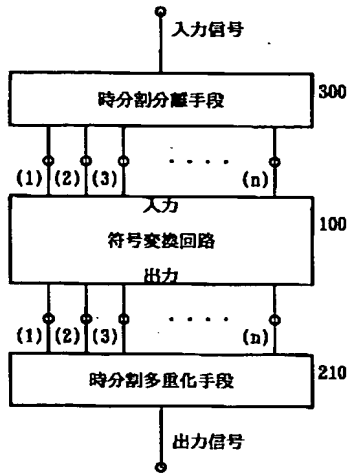 入力信号
時分割分離手段 300
(1) (2) (3) ・・・・ (n)
入力
符号変換回路 100
出力
(1) (2) (3) ・・・・ (n)
時分割多重化手段 210
出力信号